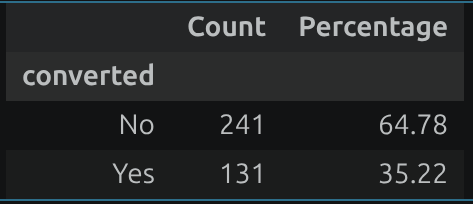 Count Percentage
converted
No 241 64.78
Yes 131 35.22